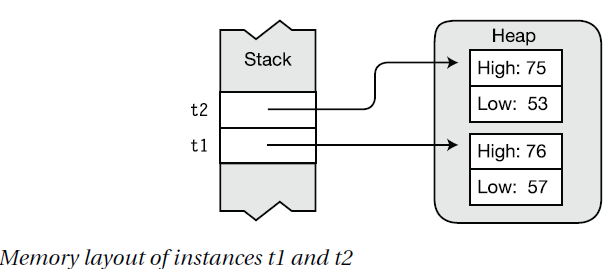 Heap
Stack
High: 75
Low: 53
t2
t1
High: 76
Low: 57
Memory layout of instances t1 and t2